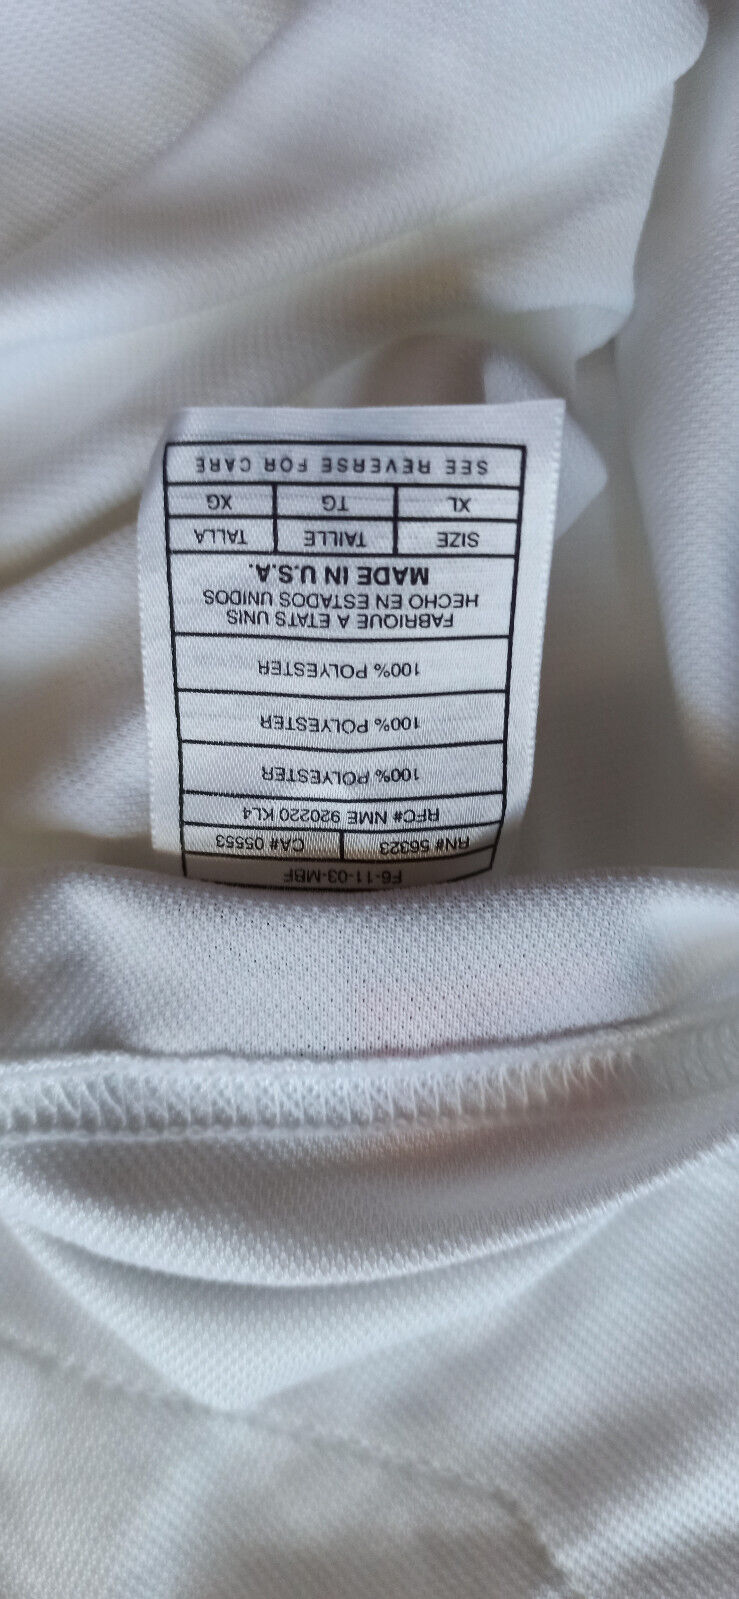 F6-11-03-MBF
RN# 56323 CA# 05553
RFC# NME 920220 KL4
100% POLYESTER
100% POLYESTER
100% POLYESTER
FABRIQUE A ETATS UNIS
HECHO EN ESTADOS UNIDOS
MADE IN U.S.A.
SIZE TAILLE TALLA
XL TG XG
SEE REVERSE FOR CARE